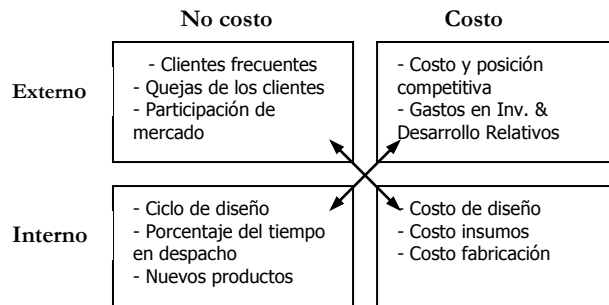 No costo
Costo
Externo
- Clientes frecuentes
- Quejas de los clientes
- Participación de
mercado
- Costo y posición
competitiva
- Gastos en Inv. &
Desarrollo Relativos
Interno
- Ciclo de diseño
- Porcentaje del tiempo
en despacho
- Nuevos productos
- Costo de diseño
- Costo insumos
- Costo fabricación